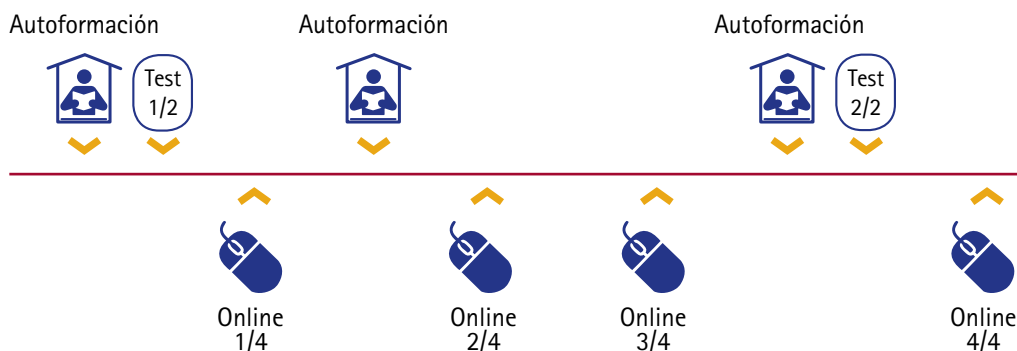 Autoformación
Autoformación
Autoformación
Test
1/2
Test
2/2
Online
1/4
Online
2/4
Online
3/4
Online
4/4